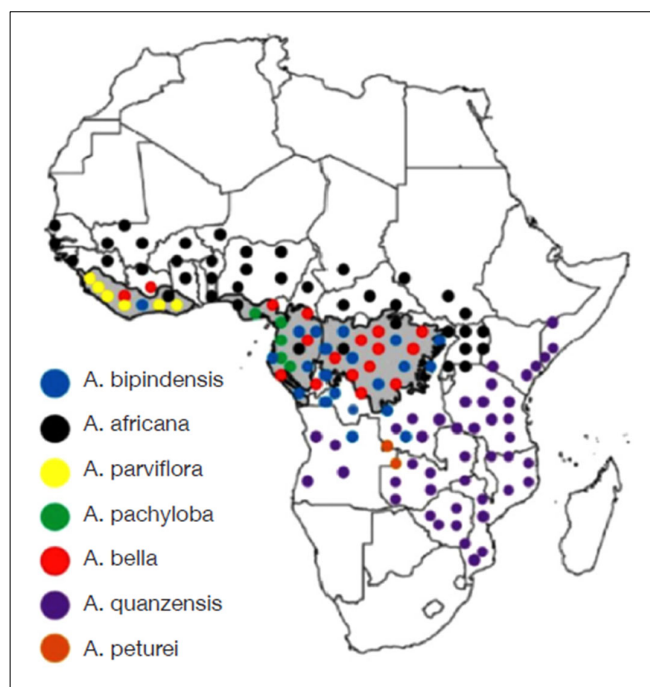 A. bipindensis
A. africana
A. parviflora
A. pachyloba
A. bella
A. quanzensis
A. peturei